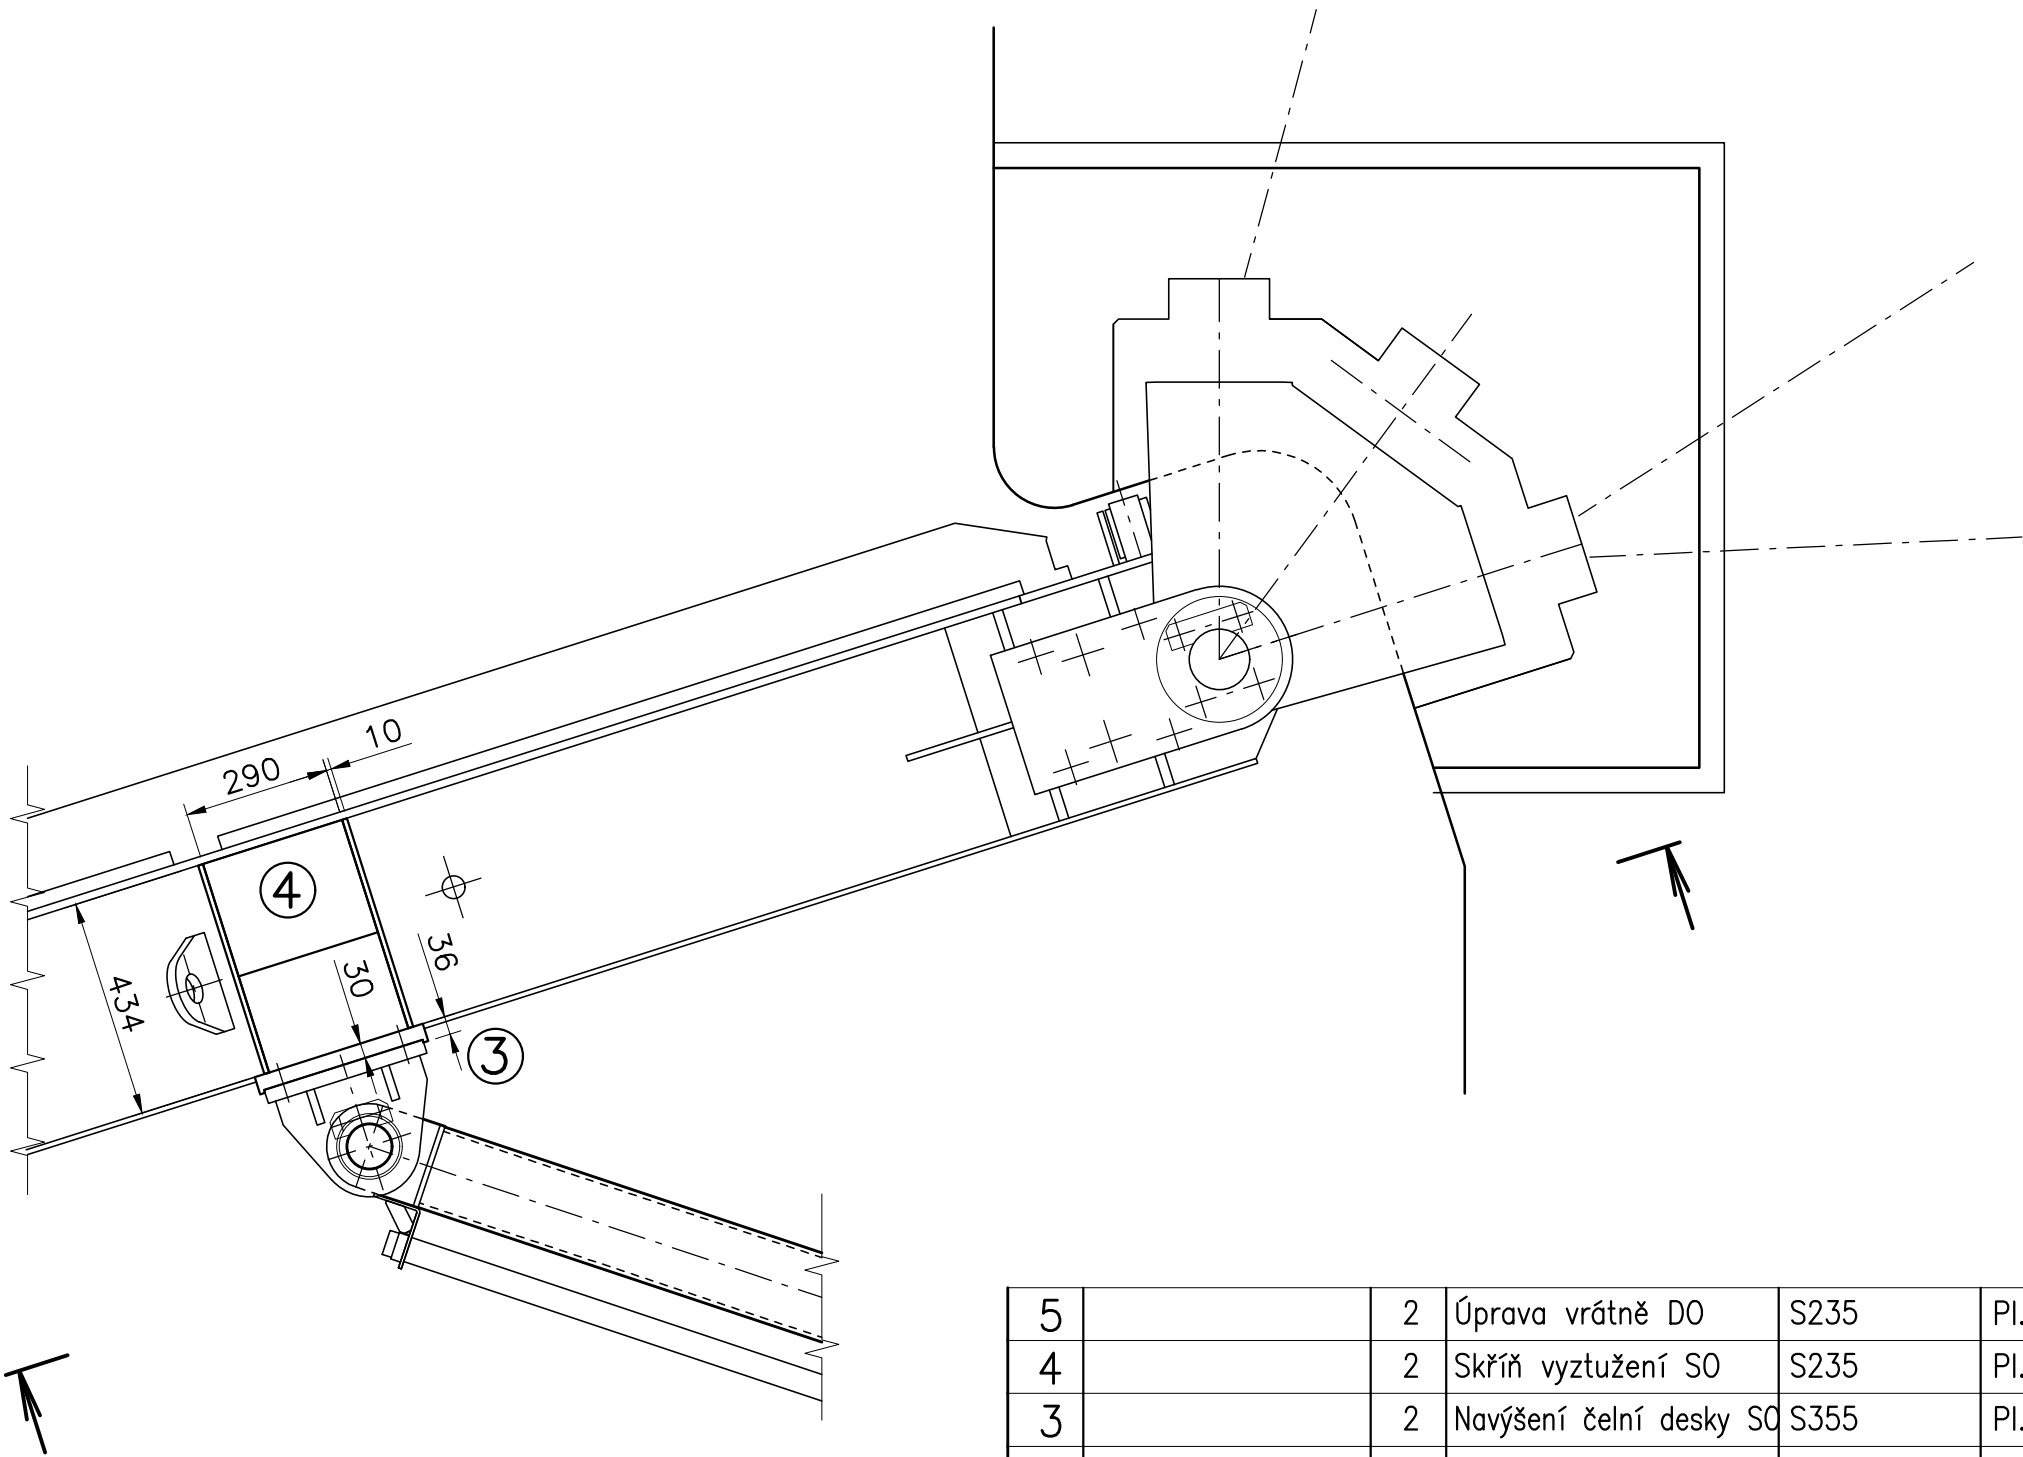 10
290
4
36
30
434
3
5 2 Úprava vrátně DO S235 Pl.
4 2 Skříň vyztužení SO S235 Pl.
3 2 Navýšení čelní desky SO S355 Pl.